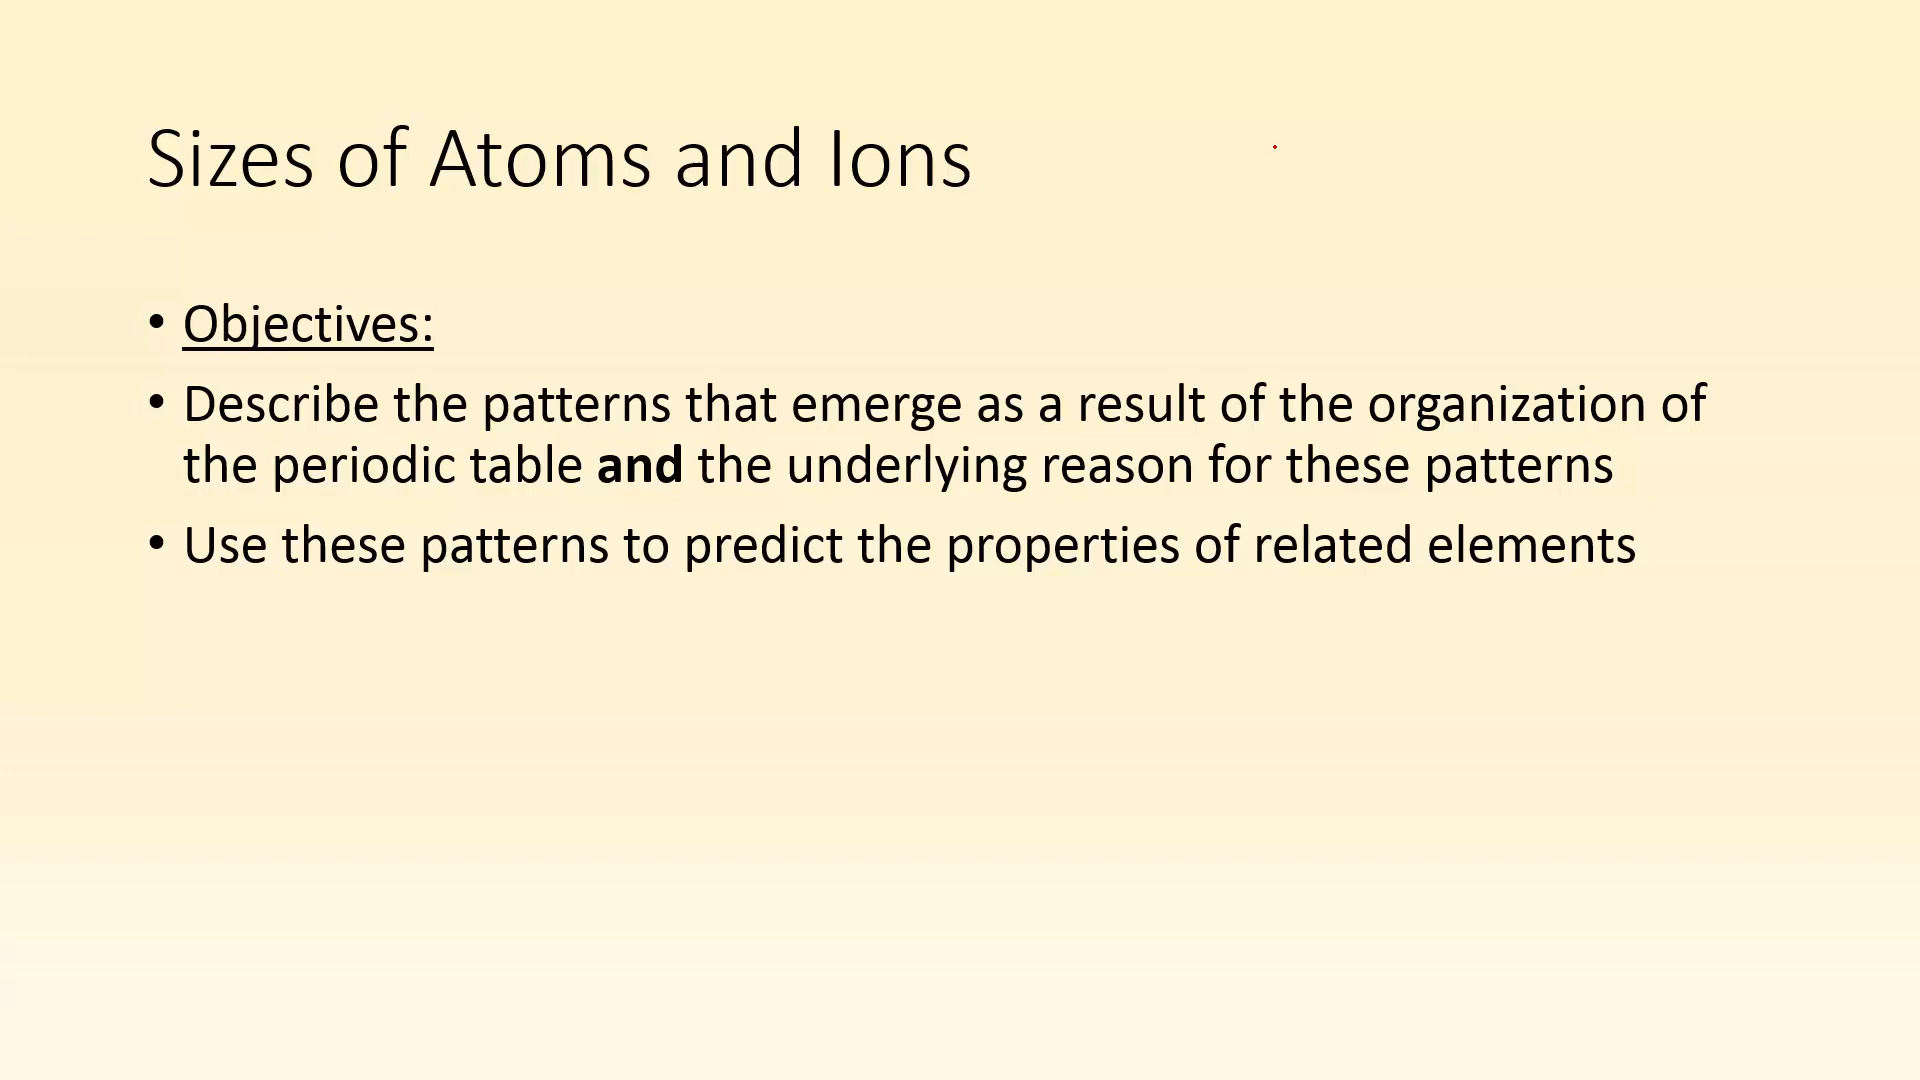 Sizes of Atoms and Ions
• Objectives:
• Describe the patterns that emerge as a result of the organization of
the periodic table and the underlying reason for these patterns
• Use these patterns to predict the properties of related elements